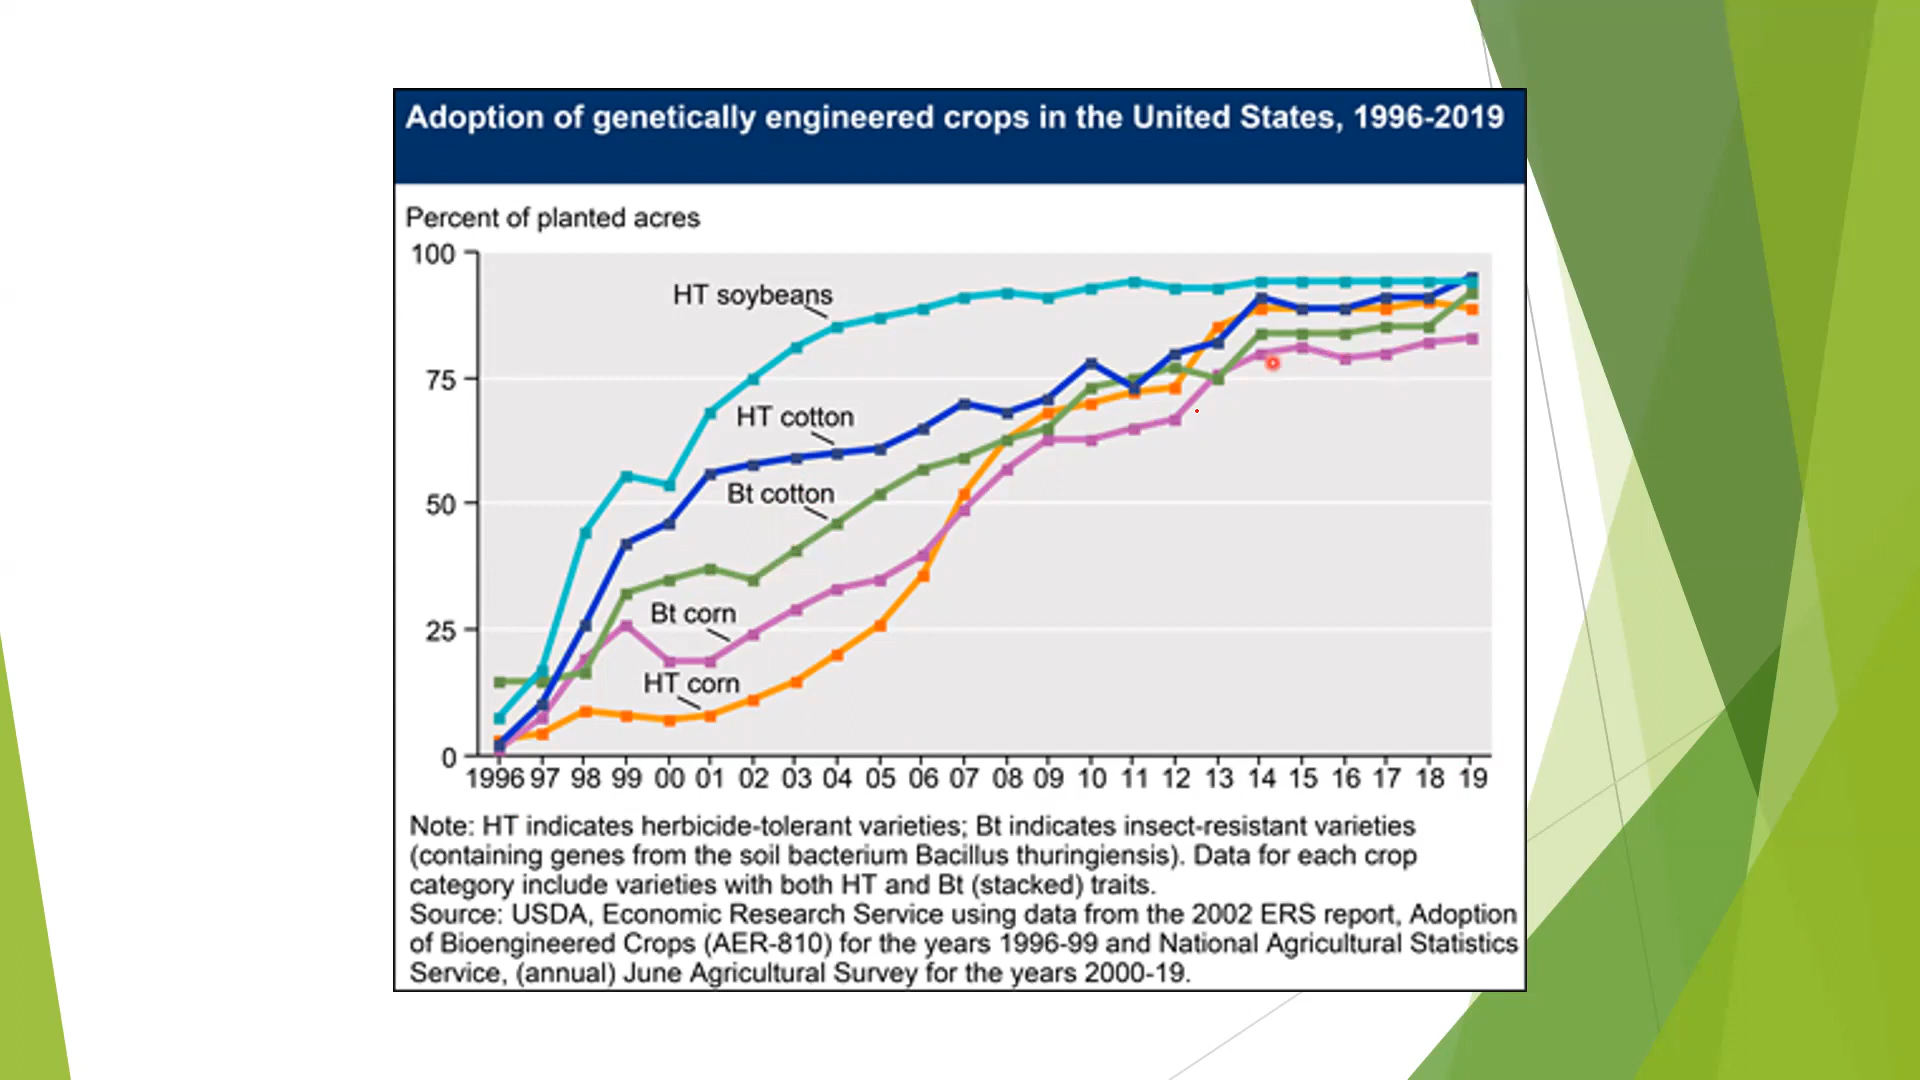 Adoption of genetically engineered crops in the United States, 1996-2019
Percent of planted acres
100
75
50
25
0
HT soybeans
HT cotton
Bt cotton
Bt corn
HT corn
1996 97 98 99 00 01 02 03 04 05 06 07 08 09 10 11 12 13 14 15 16 17 18 19
Note: HT indicates herbicide-tolerant varieties; Bt indicates insect-resistant varieties
(containing genes from the soil bacterium Bacillus thuringiensis). Data for each crop
category include varieties with both HT and Bt (stacked) traits.
Source: USDA, Economic Research Service using data from the 2002 ERS report, Adoption
of Bioengineered Crops (AER-810) for the years 1996-99 and National Agricultural Statistics
Service, (annual) June Agricultural Survey for the years 2000-19.